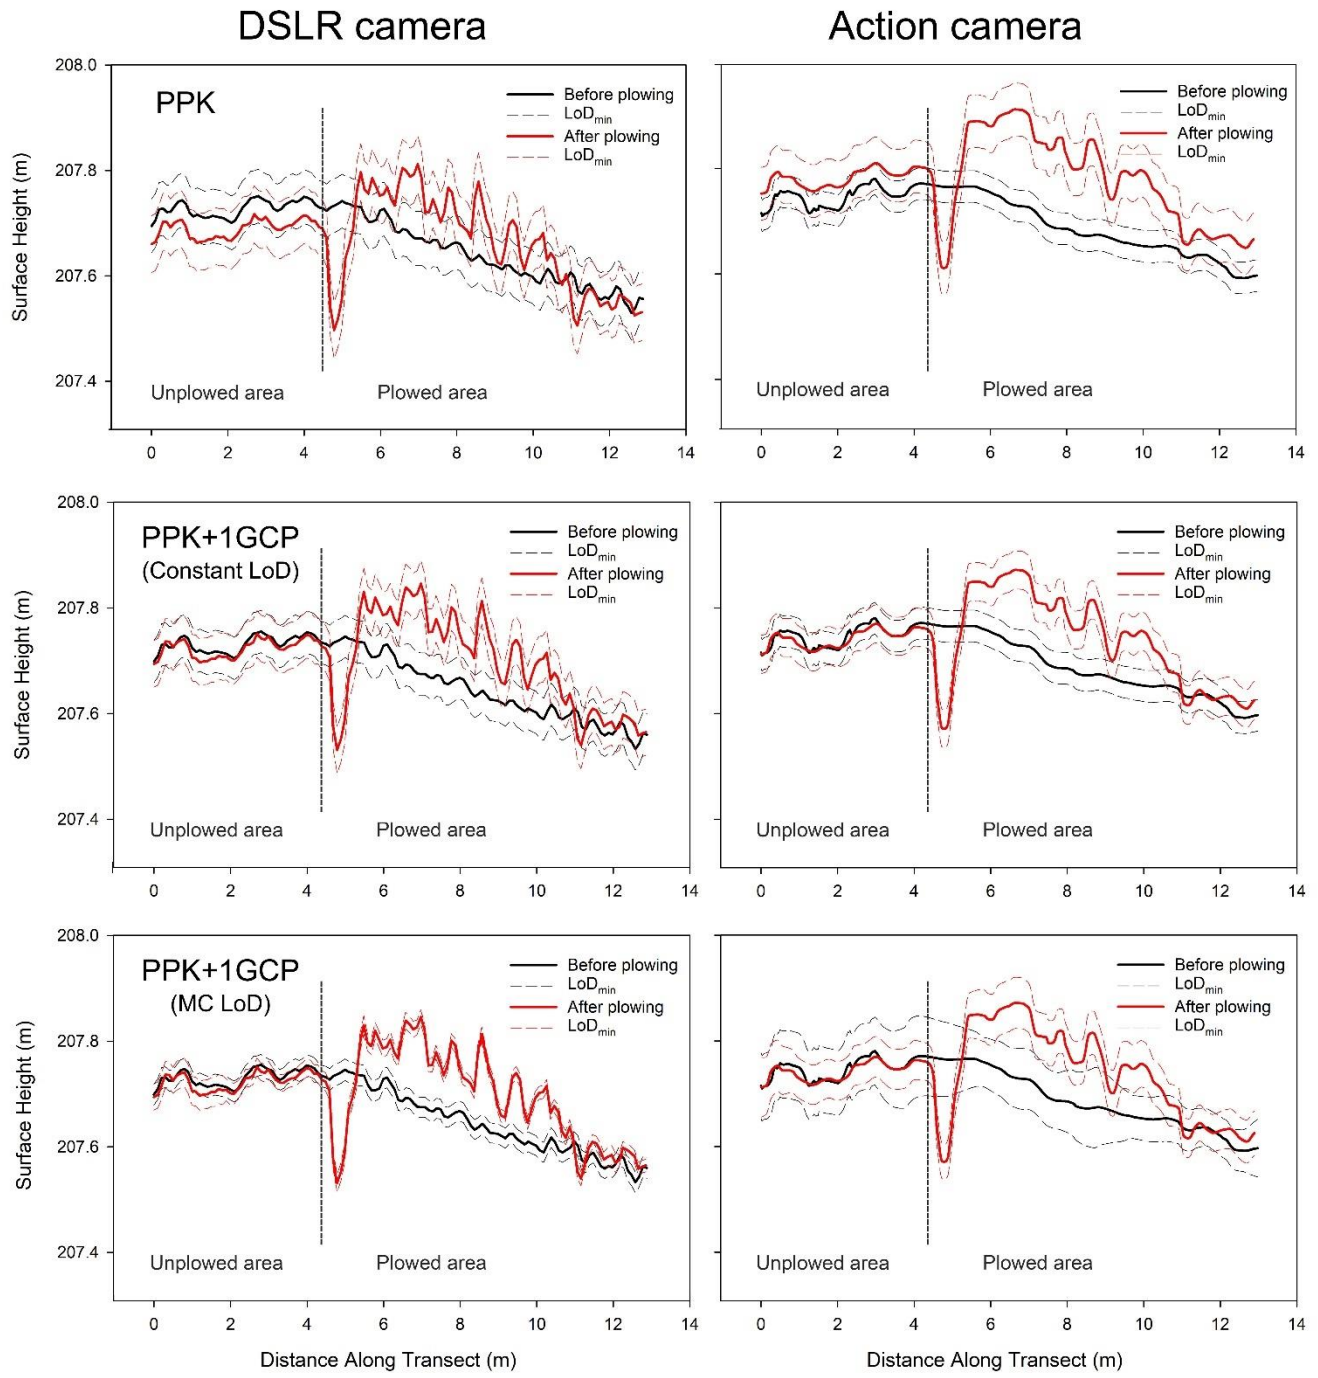 DSLR camera
Action camera
208.0
207.8
207.6
207.4
Surface Height (m)
PPK
Before plowing
LoDmin
After plowing
LoDmin
Unplowed area
Plowed area
0 2 4 6 8 10 12 14
Before plowing
LoDmin
After plowing
LoDmin
Unplowed area
Plowed area
0 2 4 6 8 10 12 14
208.0
207.8
207.6
207.4
Surface Height (m)
PPK+1GCP
(Constant LoD)
Before plowing
LoDmin
After plowing
LoDmin
Unplowed area
Plowed area
0 2 4 6 8 10 12 14
Before plowing
LoDmin
After plowing
LoDmin
Unplowed area
Plowed area
0 2 4 6 8 10 12 14
208.0
207.8
207.6
207.4
Surface Height (m)
PPK+1GCP
(MC LoD)
Before plowing
LoDmin
After plowing
LoDmin
Unplowed area
Plowed area
0 2 4 6 8 10 12 14
Distance Along Transect (m)
Before plowing
LoDmin
After plowing
LoDmin
Unplowed area
Plowed area
0 2 4 6 8 10 12 14
Distance Along Transect (m)